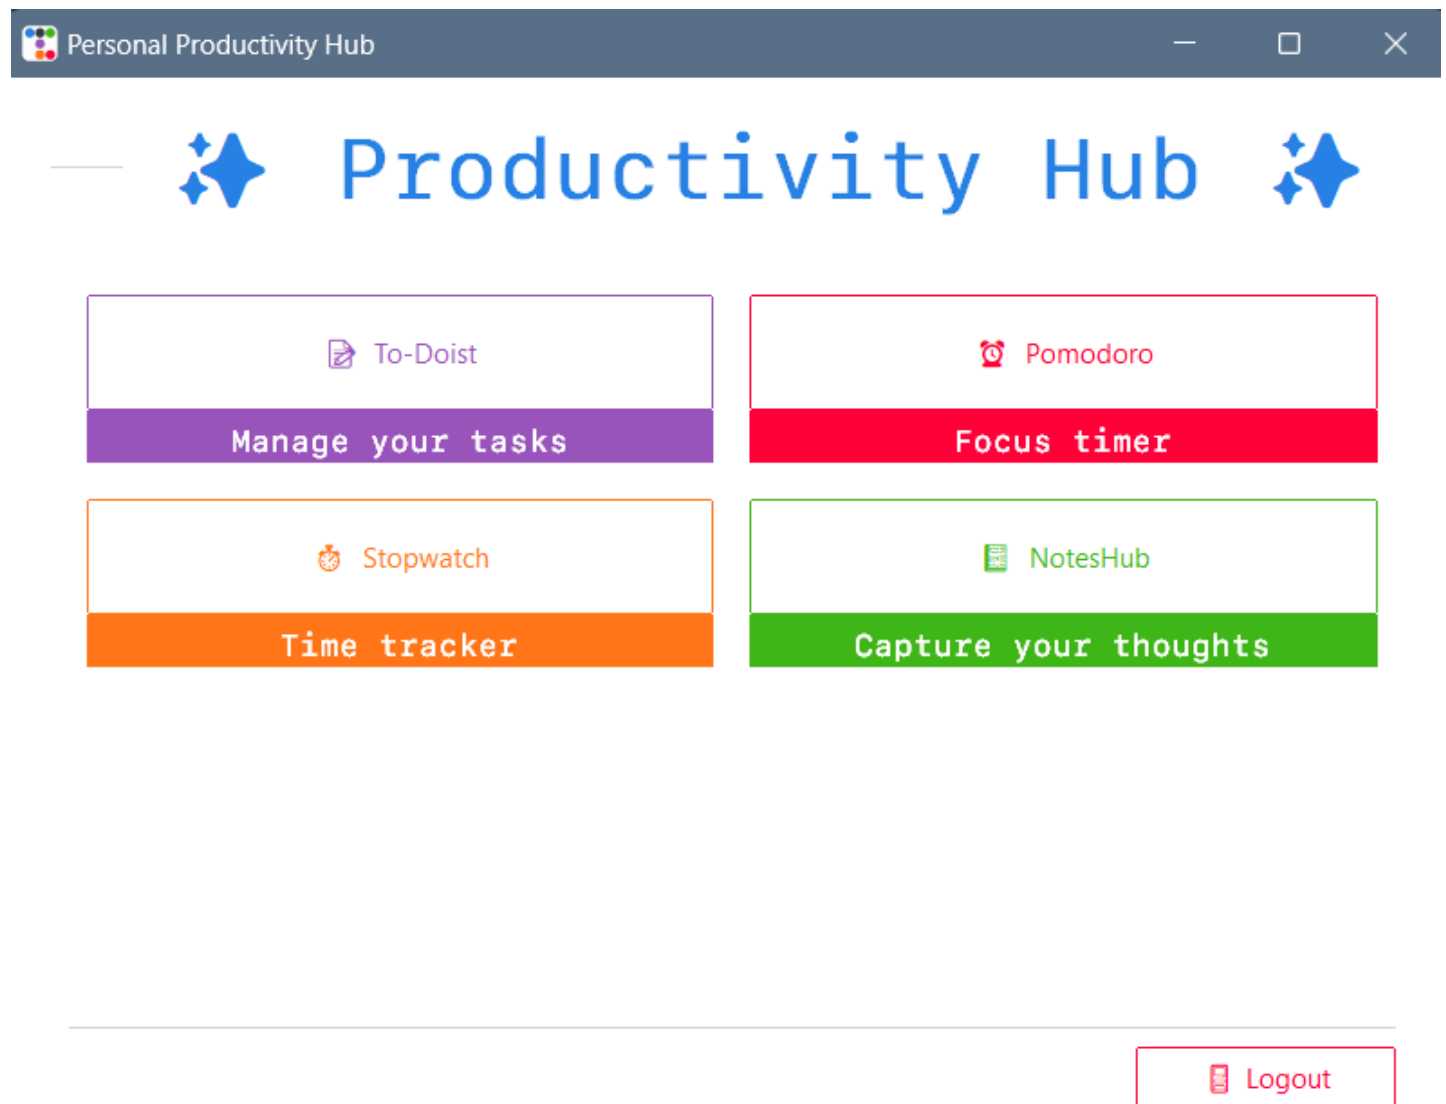 Personal Productivity Hub
Productivity Hub
To-Doist
Pomodoro
Manage your tasks
Focus timer
Stopwatch
NotesHub
Time tracker
Capture your thoughts
Logout